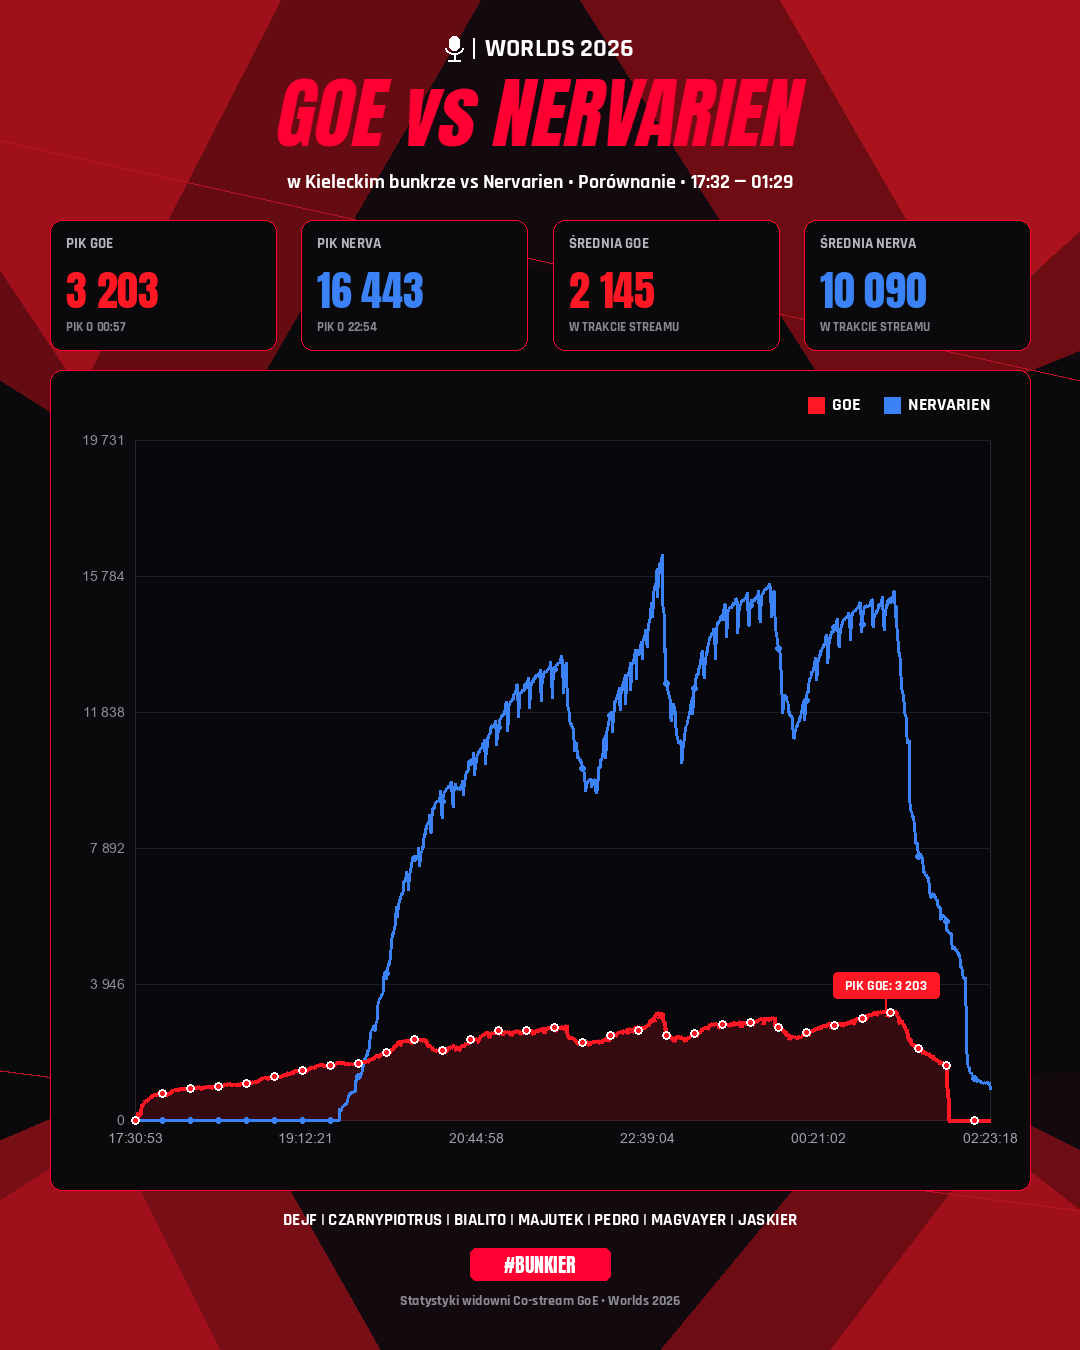 | WORLDS 2026
GOE vs NERVARIEN
w Kieleckim bunkrze vs Nervarien • Porównanie • 17:32 — 01:29
PIK GOE
3 203
PIK O 00:57
PIK NERVA
16 443
PIK O 22:54
ŚREDNIA GOE
2 145
W TRAKCIE STREAMU
ŚREDNIA NERVA
10 090
W TRAKCIE STREAMU
GOE NERVARIEN
19 731
15 784
11 838
7 892
3 946
0
PIK GOE: 3 203
17:30:53 19:12:21 20:44:58 22:39:04 00:21:02 02:23:18
DEJF | CZARNYPIOTRUS | BIALITO | MAJUTEK | PEDRO | MAGVAYER | JASKIER
#BUNKIER
Statystyki widowni Co-stream GoE • Worlds 2026